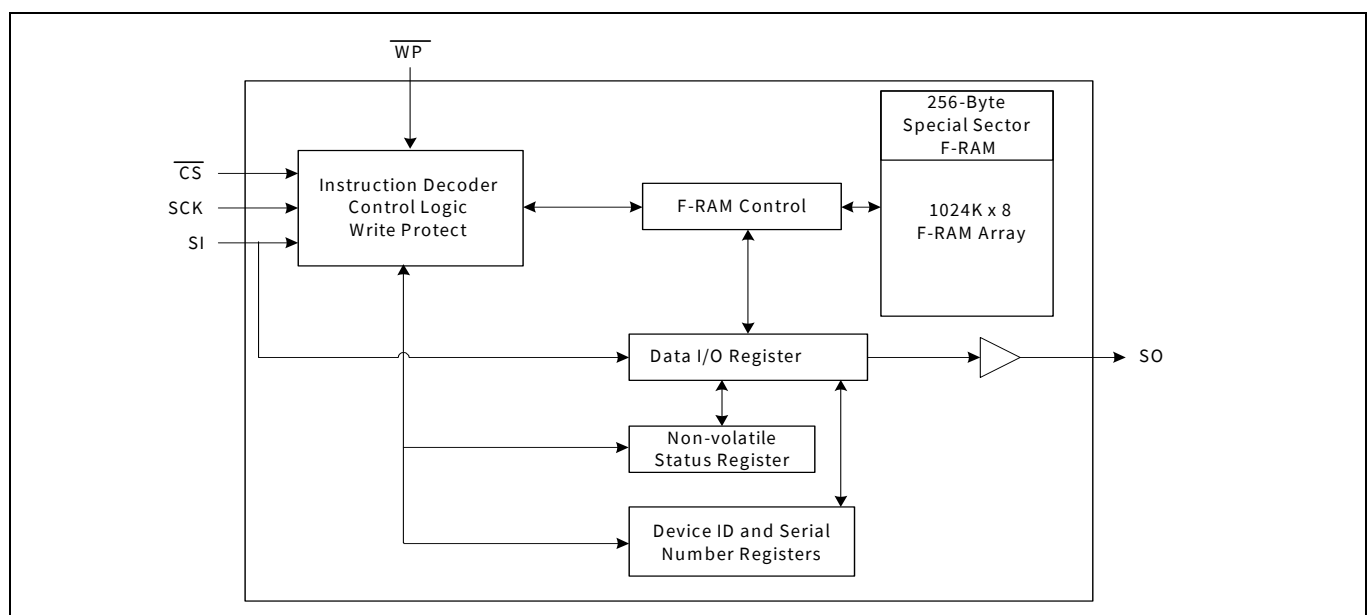 WP
256-Byte
Special Sector
F-RAM
CS
SCK
SI
Instruction Decoder
Control Logic
Write Protect
F-RAM Control
1024K x 8
F-RAM Array
Data I/O Register
SO
Non-volatile
Status Register
Device ID and Serial
Number Registers